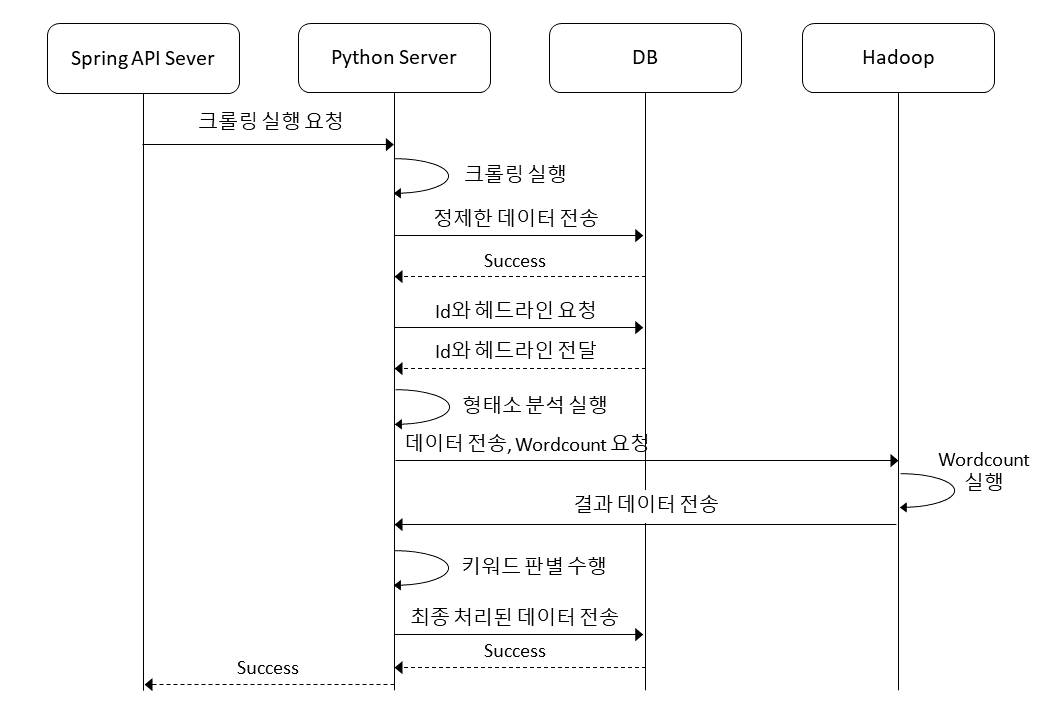 Spring API Sever
Python Server
DB
Hadoop
크롤링 실행 요청
크롤링 실행
정제한 데이터 전송
Success
Id와 헤드라인 요청
Id와 헤드라인 전달
형태소 분석 실행
데이터 전송, Wordcount 요청
Wordcount
실행
결과 데이터 전송
키워드 판별 수행
최종 처리된 데이터 전송
Success
Success